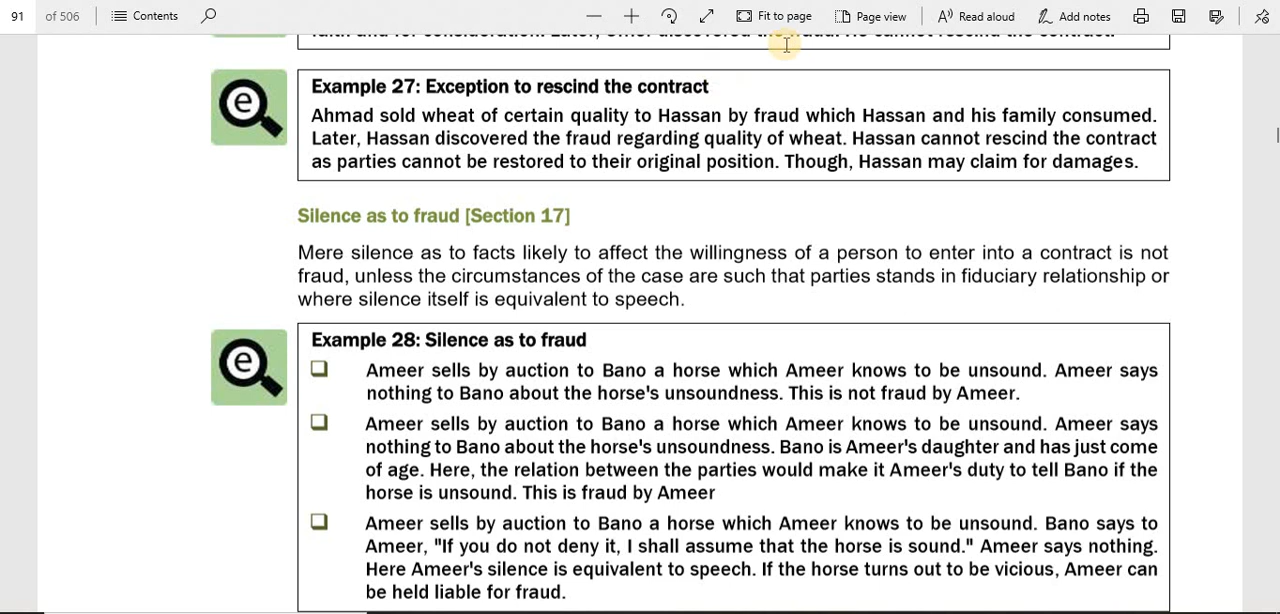 91 of 506 Contents Fit to page Page view Read aloud Add notes
Example 27: Exception to rescind the contract
Ahmad sold wheat of certain quality to Hassan by fraud which Hassan and his family consumed.
Later, Hassan discovered the fraud regarding quality of wheat. Hassan cannot rescind the contract
as parties cannot be restored to their original position. Though, Hassan may claim for damages.
Silence as to fraud [Section 17]
Mere silence as to facts likely to affect the willingness of a person to enter into a contract is not
fraud, unless the circumstances of the case are such that parties stands in fiduciary relationship or
where silence itself is equivalent to speech.
Example 28: Silence as to fraud
Ameer sells by auction to Bano a horse which Ameer knows to be unsound. Ameer says
nothing to Bano about the horse's unsoundness. This is not fraud by Ameer.
Ameer sells by auction to Bano a horse which Ameer knows to be unsound. Ameer says
nothing to Bano about the horse's unsoundness. Bano is Ameer's daughter and has just come
of age. Here, the relation between the parties would make it Ameer's duty to tell Bano if the
horse is unsound. This is fraud by Ameer
Ameer sells by auction to Bano a horse which Ameer knows to be unsound. Bano says to
Ameer, "If you do not deny it, I shall assume that the horse is sound." Ameer says nothing.
Here Ameer's silence is equivalent to speech. If the horse turns out to be vicious, Ameer can
be held liable for fraud.